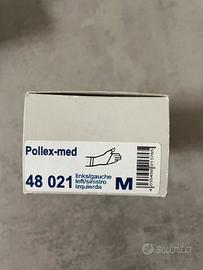 Pollex-med
48 021
links/gauche
left/sinistro
izquierda
M
subito